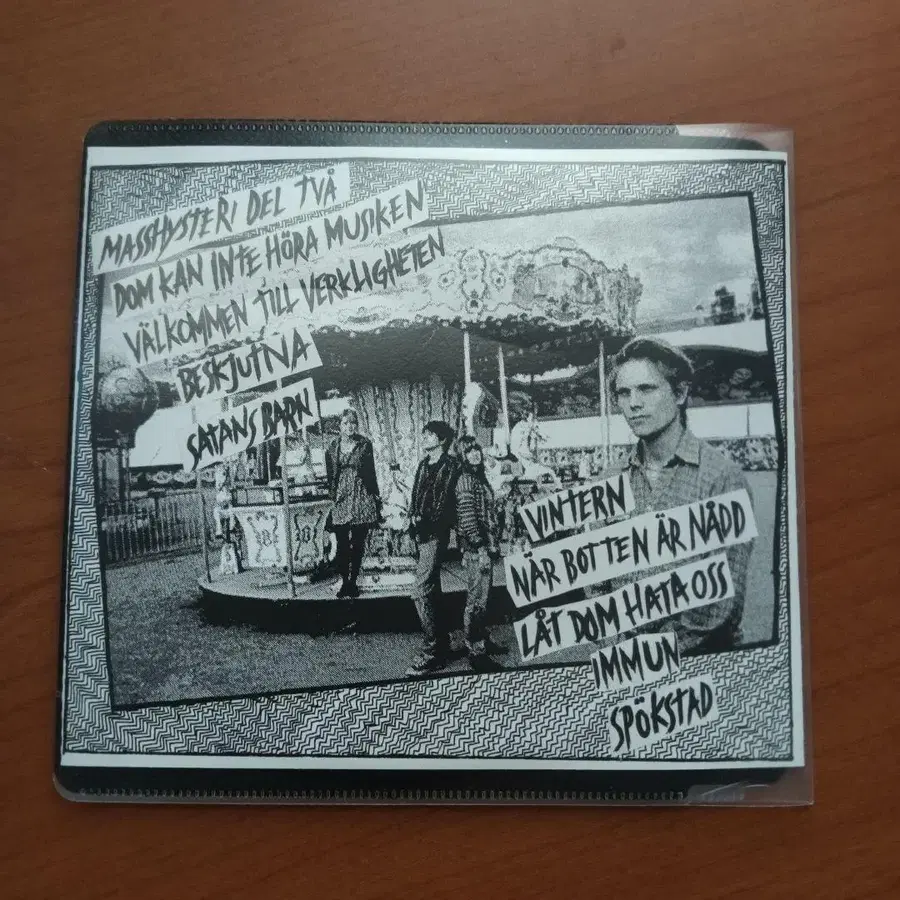 MASSHYSTERI DEL TVÅ
DOM KAN INTE HÖRA MUSIKEN
VÄLKOMMEN TILL VERKLIGHETEN
BESKJUTNA
SATANS BARN
VINTERN
NÄR BOTTEN ÄR NÅDD
LÅT DOM HATA OSS
IMMUN
SPÖKSTAD